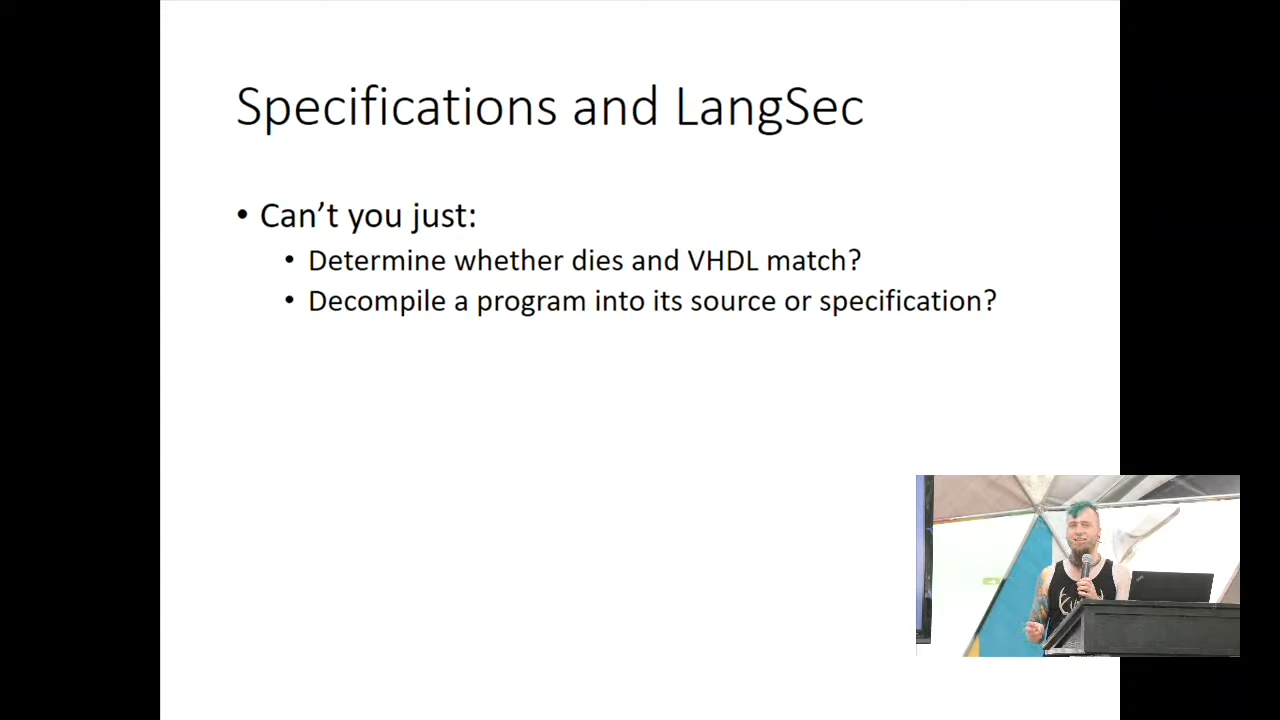 Specifications and LangSec
• Can’t you just:
• Determine whether dies and VHDL match?
• Decompile a program into its source or specification?